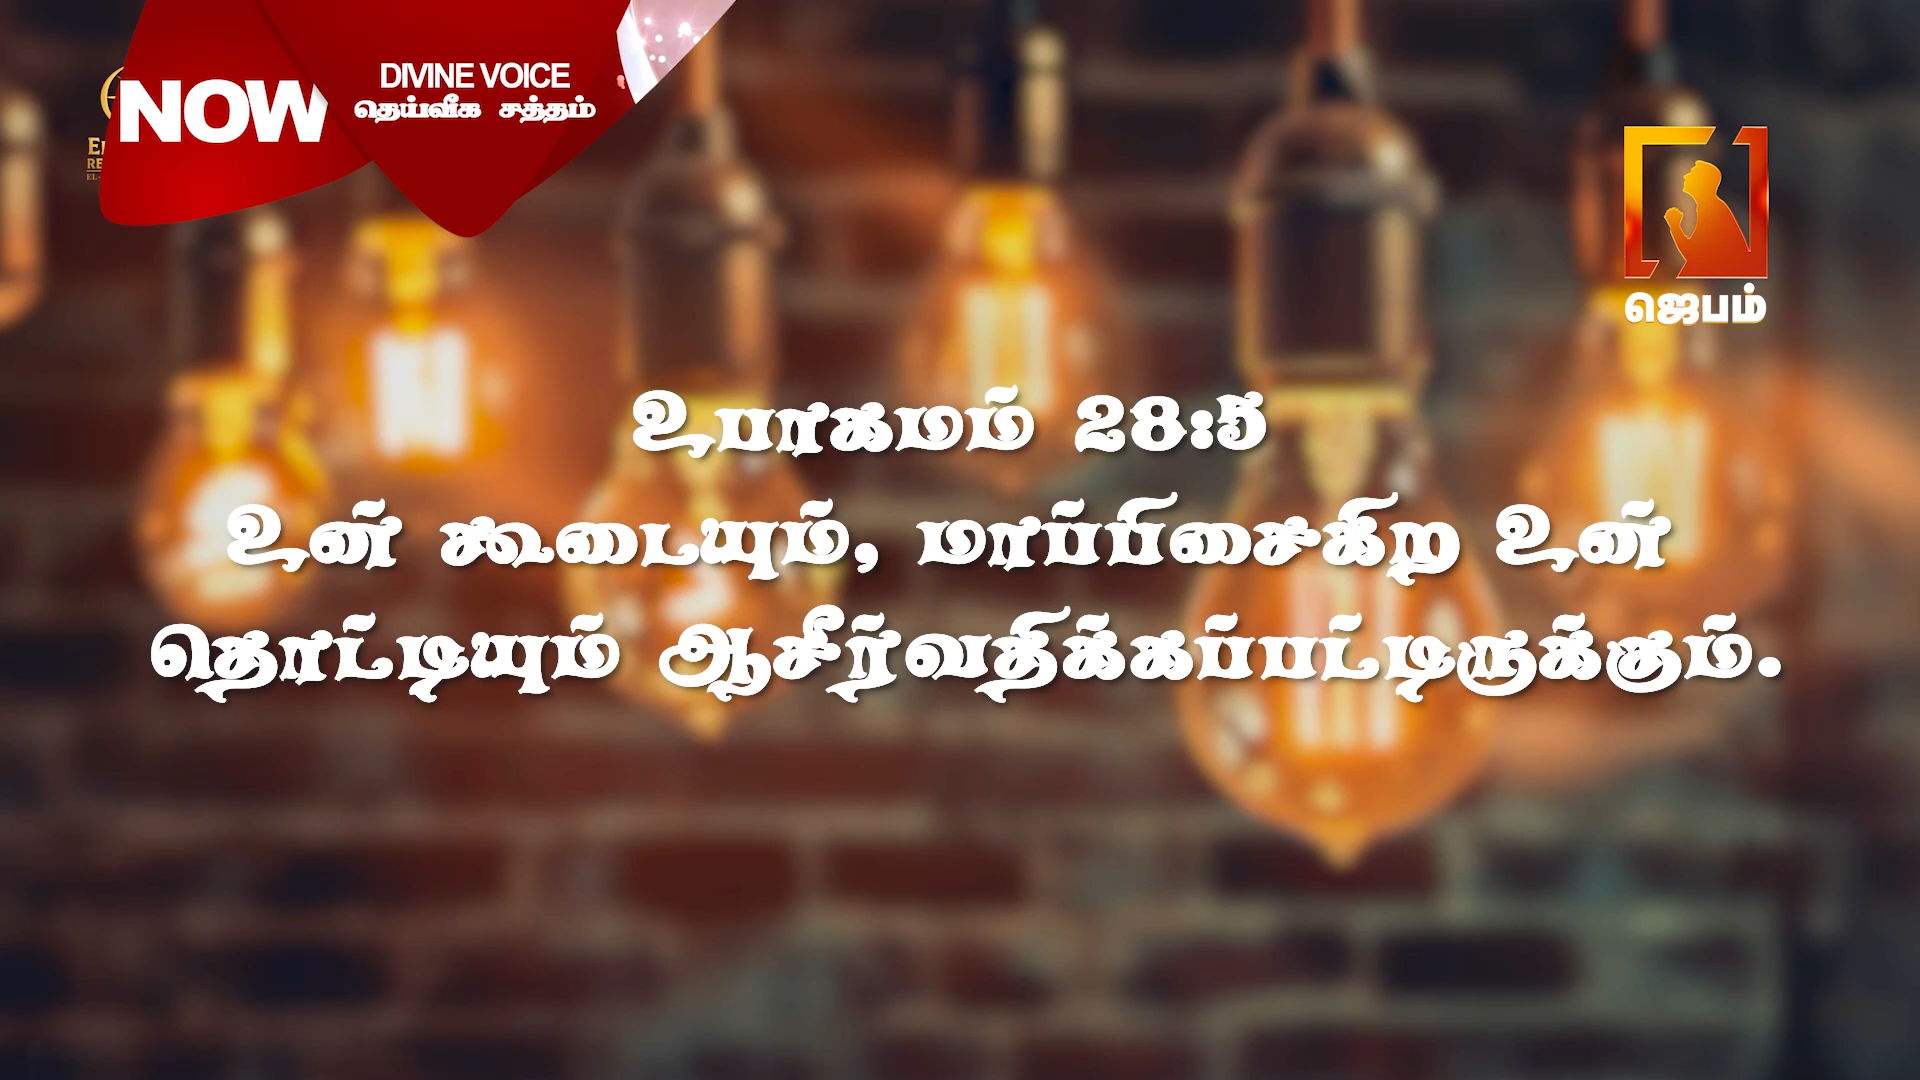 NOW
DIVINE VOICE
தெய்வீக சத்தம்
ஜெபம்
உபாகமம் 28:5
உன் கூடையும், மாப்பிசைகிற உன்
தொட்டியும் ஆசீர்வதிக்கப்பட்டிருக்கும்.